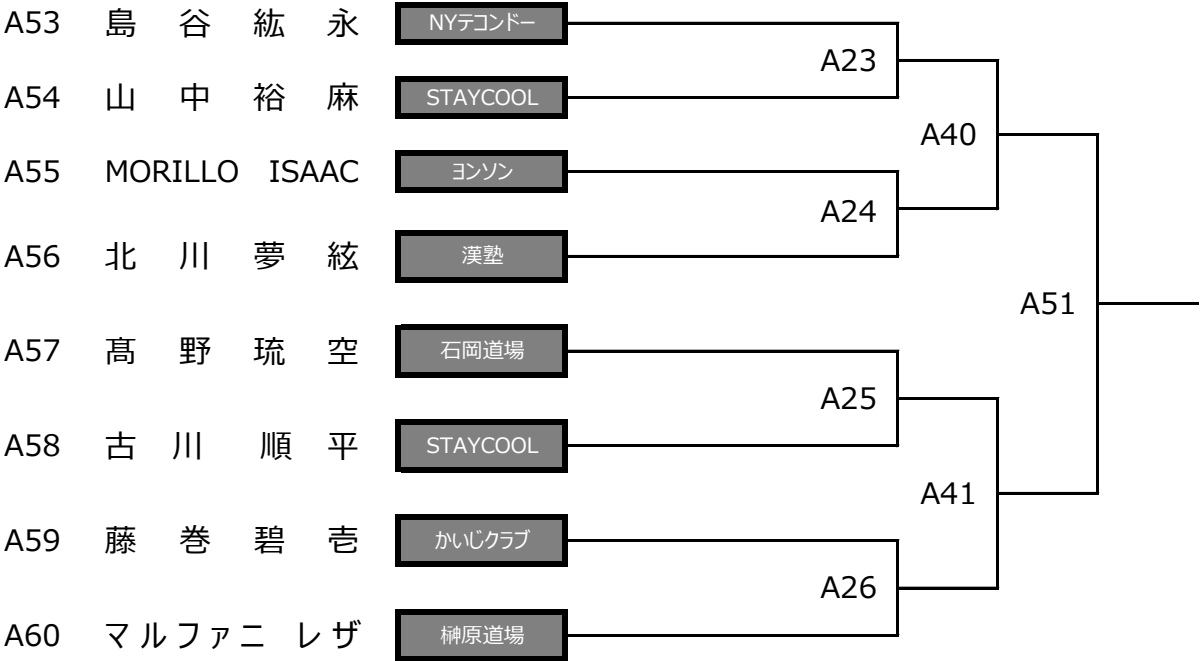 A53 島谷紘永 NYテコンドー
A23
A54 山中裕麻 STAYCOOL
A40
A55 MORILLO ISAAC ヨンソン
A24
A56 北川夢絃 漢塾
A51
A57 髙野琉空 石岡道場
A25
A58 古川 順平 STAYCOOL
A41
A59 藤巻碧壱 かいじクラブ
A26
A60 マルファニ レザ 榊原道場